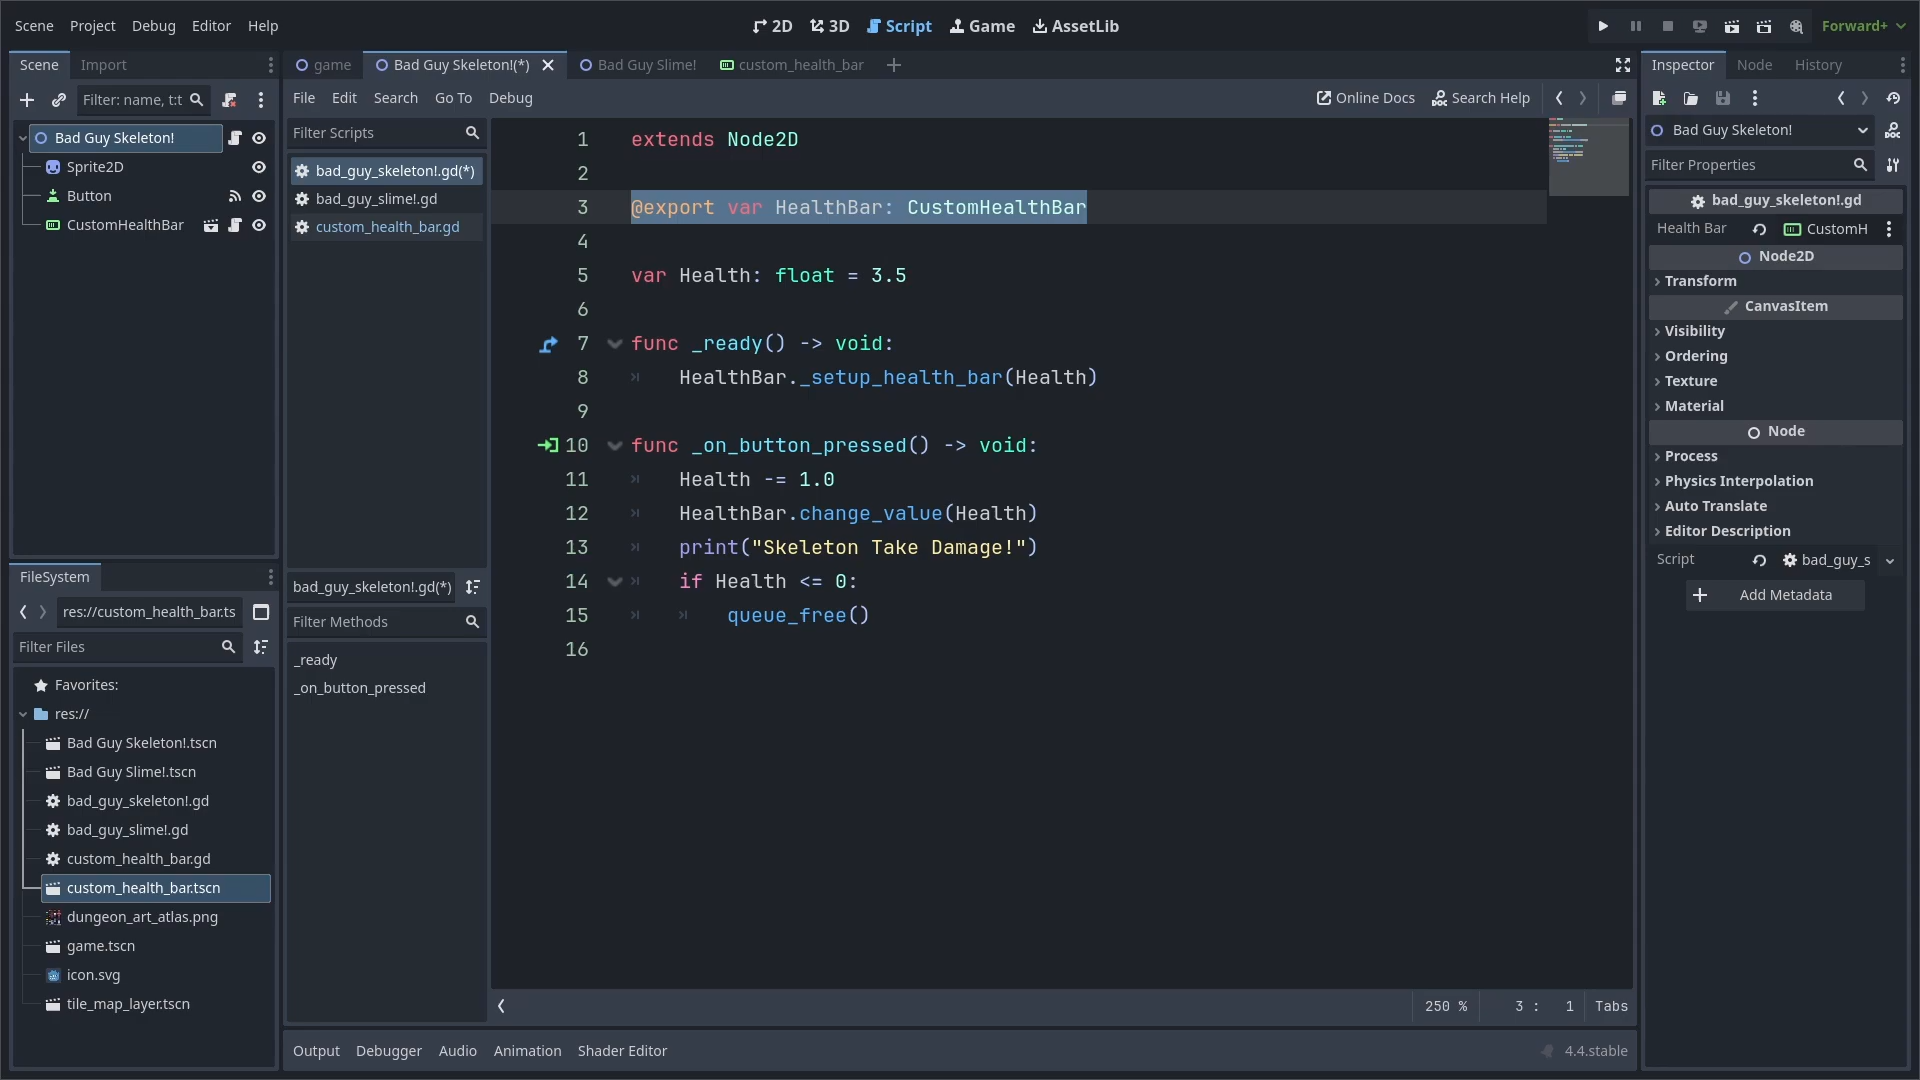 Scene Project Debug Editor Help
2D 3D Script Game AssetLib
Forward+
Scene Import
game Bad Guy Skeleton!(*) Bad Guy Slime! custom_health_bar
Inspector Node History
Filter: name, t:t
File Edit Search Go To Debug
Online Docs Search Help
Bad Guy Skeleton!
Sprite2D
Button
CustomHealthBar
Filter Scripts
bad_guy_skeleton!.gd(*)
bad_guy_slime!.gd
custom_health_bar.gd
bad_guy_skeleton!.gd(*)
Filter Methods
_ready
_on_button_pressed
1 extends Node2D
2
3 @export var HealthBar: CustomHealthBar
4
5 var Health: float = 3.5
6
7 func _ready() -> void:
8 HealthBar._setup_health_bar(Health)
9
10 func _on_button_pressed() -> void:
11 Health -= 1.0
12 HealthBar.change_value(Health)
13 print("Skeleton Take Damage!")
14 if Health <= 0:
15 queue_free()
16
250 % 3 : 1 Tabs
Output Debugger Audio Animation Shader Editor
4.4.stable
FileSystem
res://custom_health_bar.ts
Filter Files
Favorites:
res://
Bad Guy Skeleton!.tscn
Bad Guy Slime!.tscn
bad_guy_skeleton!.gd
bad_guy_slime!.gd
custom_health_bar.gd
custom_health_bar.tscn
dungeon_art_atlas.png
game.tscn
icon.svg
tile_map_layer.tscn
Bad Guy Skeleton!
Filter Properties
bad_guy_skeleton!.gd
Health Bar CustomH
Node2D
Transform
CanvasItem
Visibility
Ordering
Texture
Material
Node
Process
Physics Interpolation
Auto Translate
Editor Description
Script bad_guy_s
Add Metadata